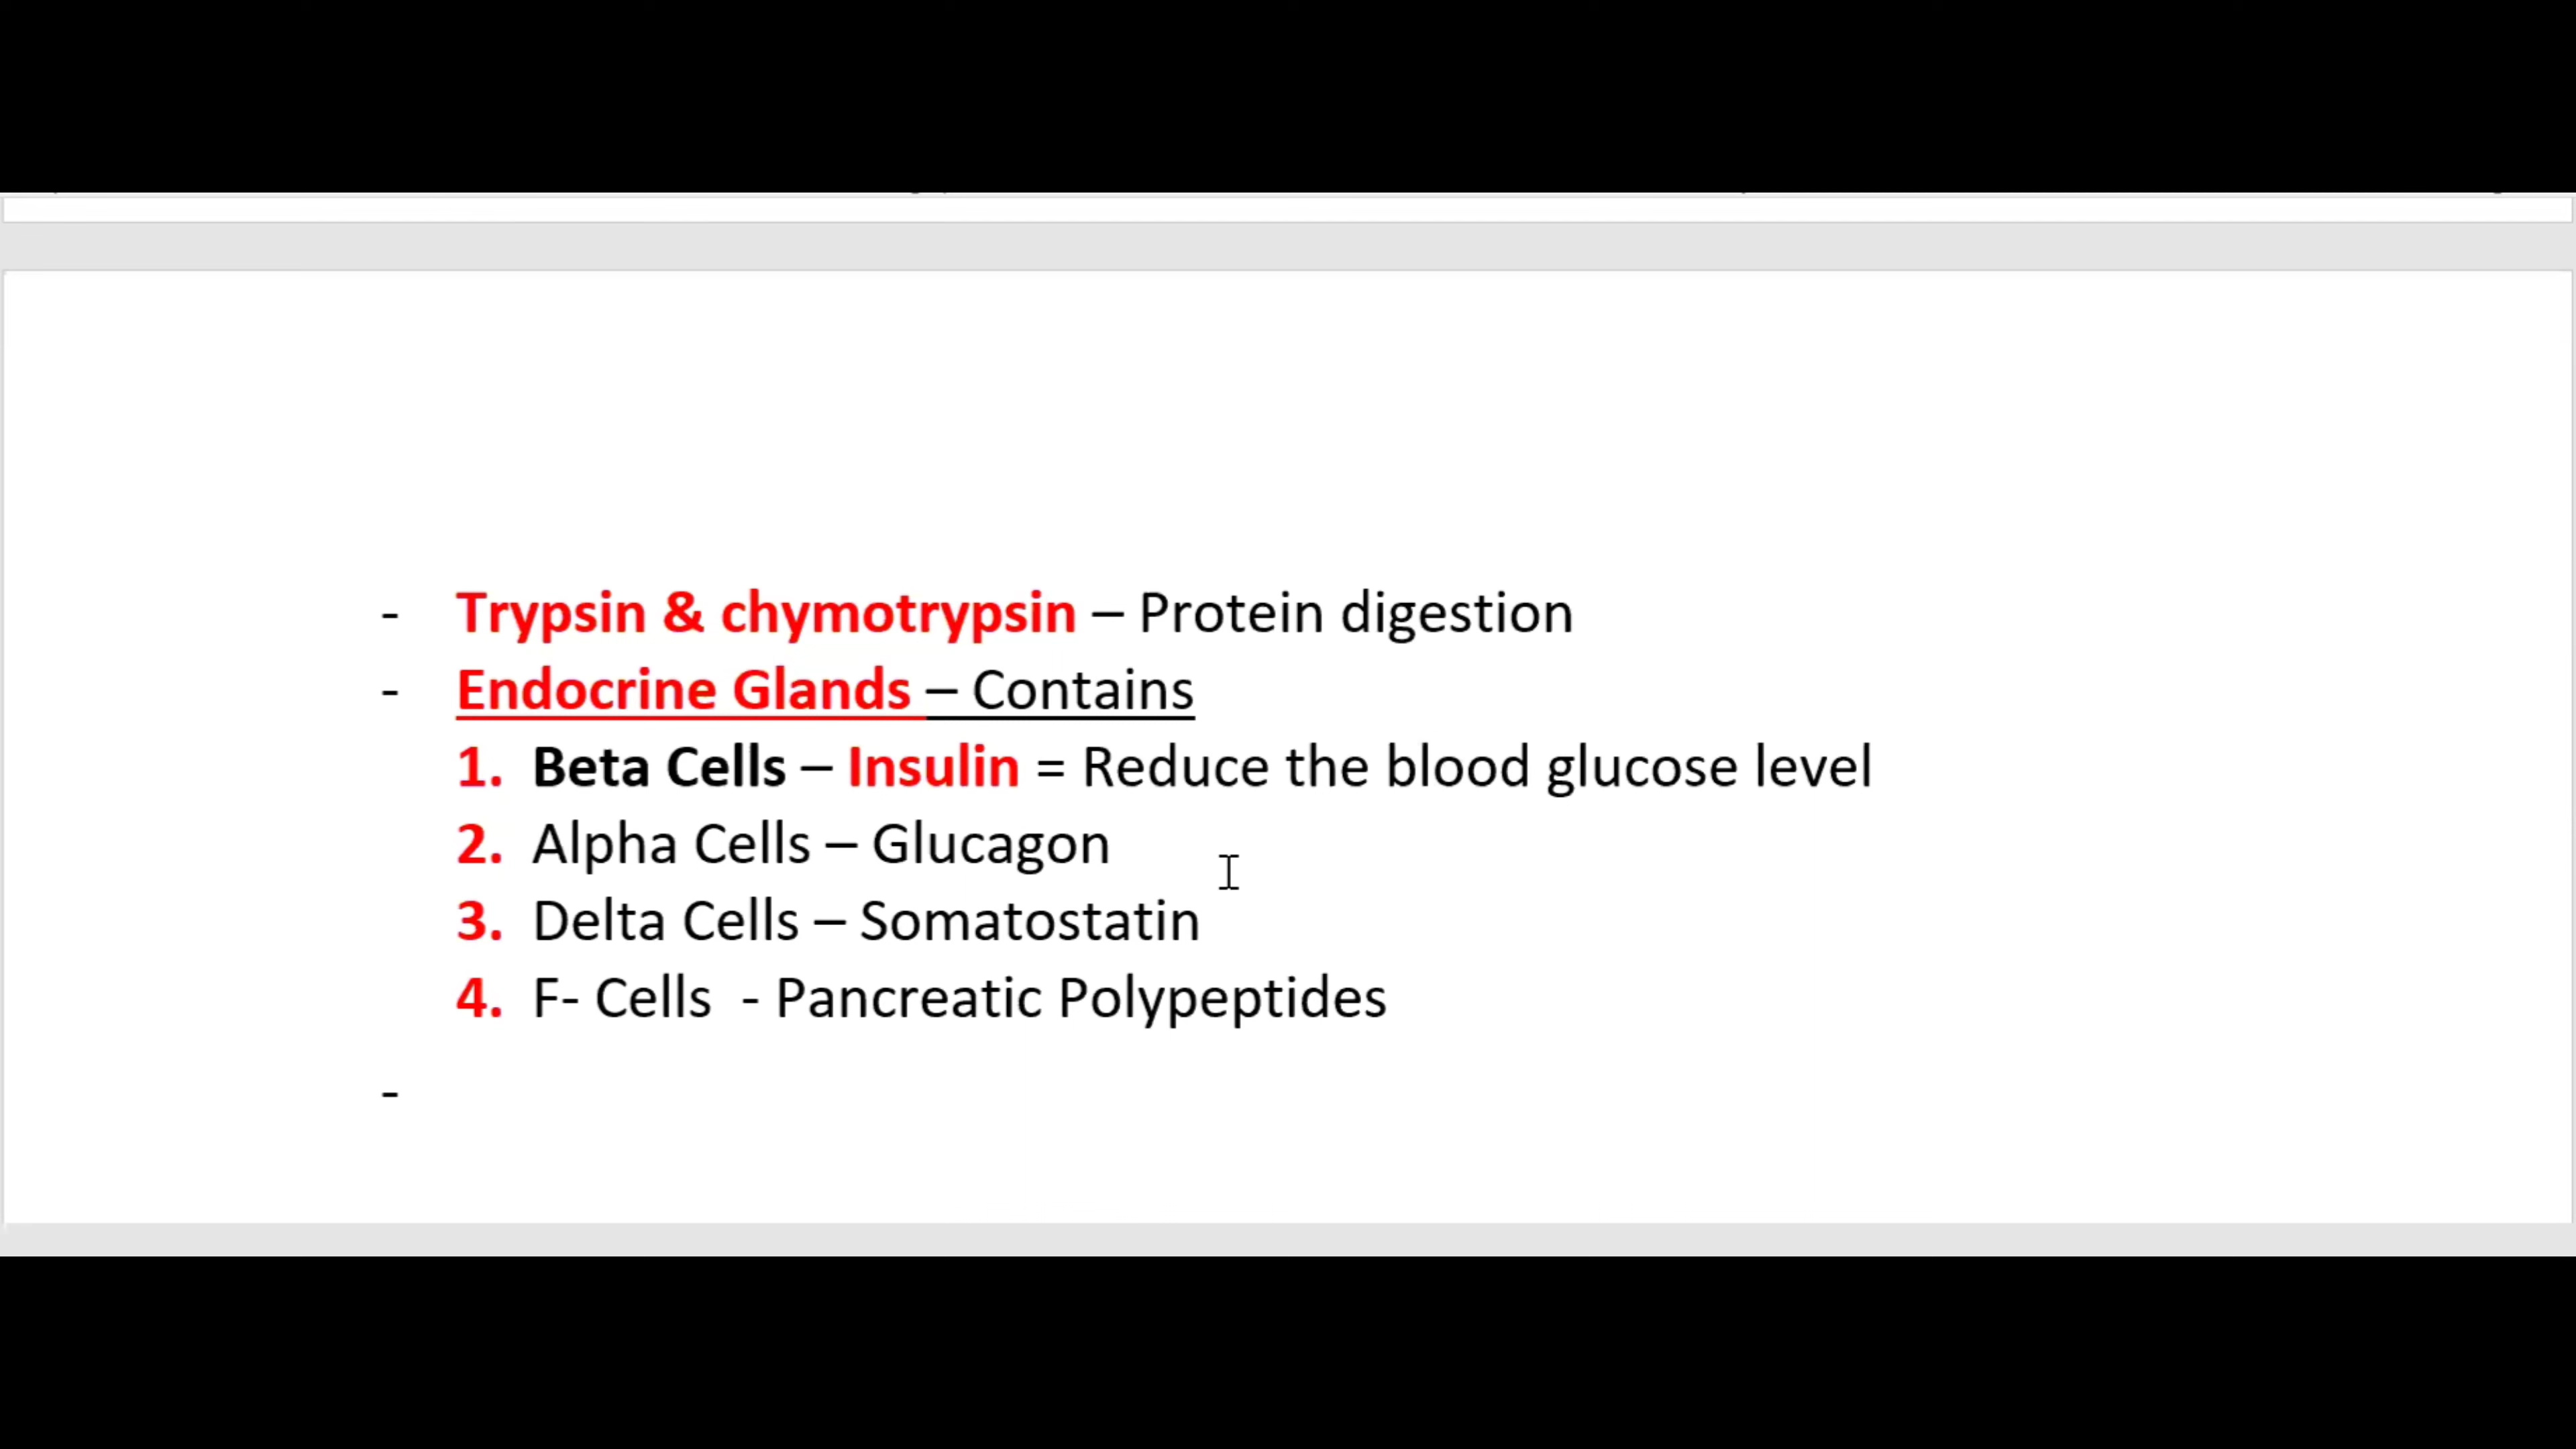 - Trypsin & chymotrypsin – Protein digestion
- Endocrine Glands – Contains
1. Beta Cells – Insulin = Reduce the blood glucose level
2. Alpha Cells – Glucagon
3. Delta Cells – Somatostatin
4. F- Cells  - Pancreatic Polypeptides
-